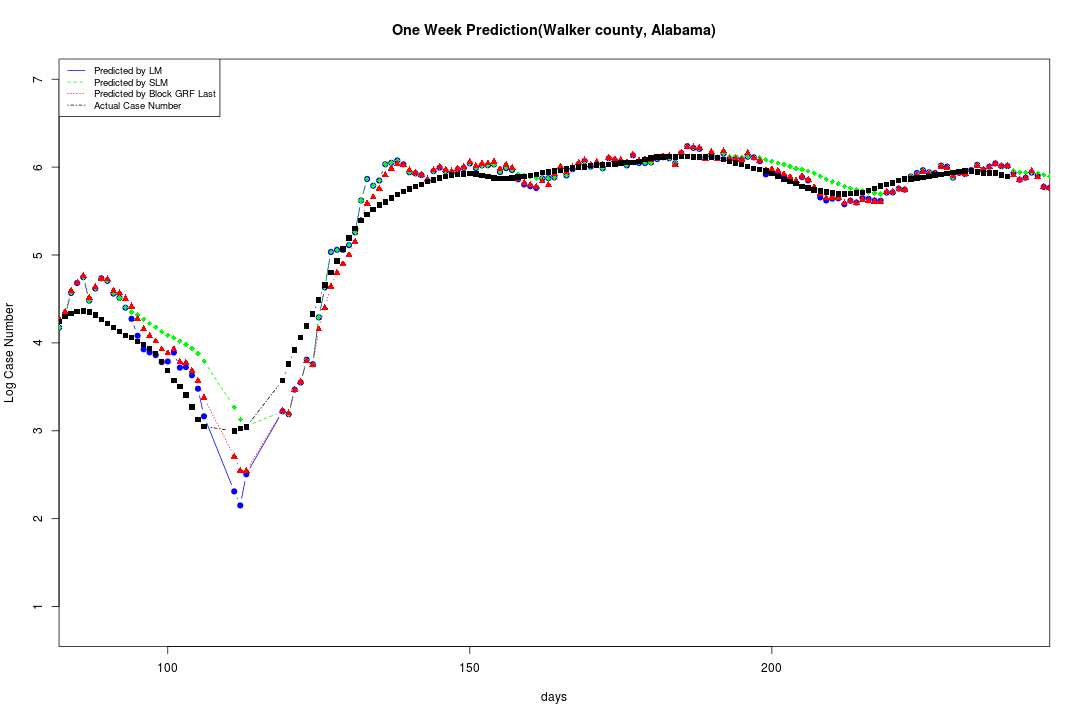 One Week Prediction(Walker county, Alabama)
Predicted by LM
Predicted by SLM
Predicted by Block GRF Last
Actual Case Number
7
6
5
4
3
2
1
Log Case Number
100 150 200
days